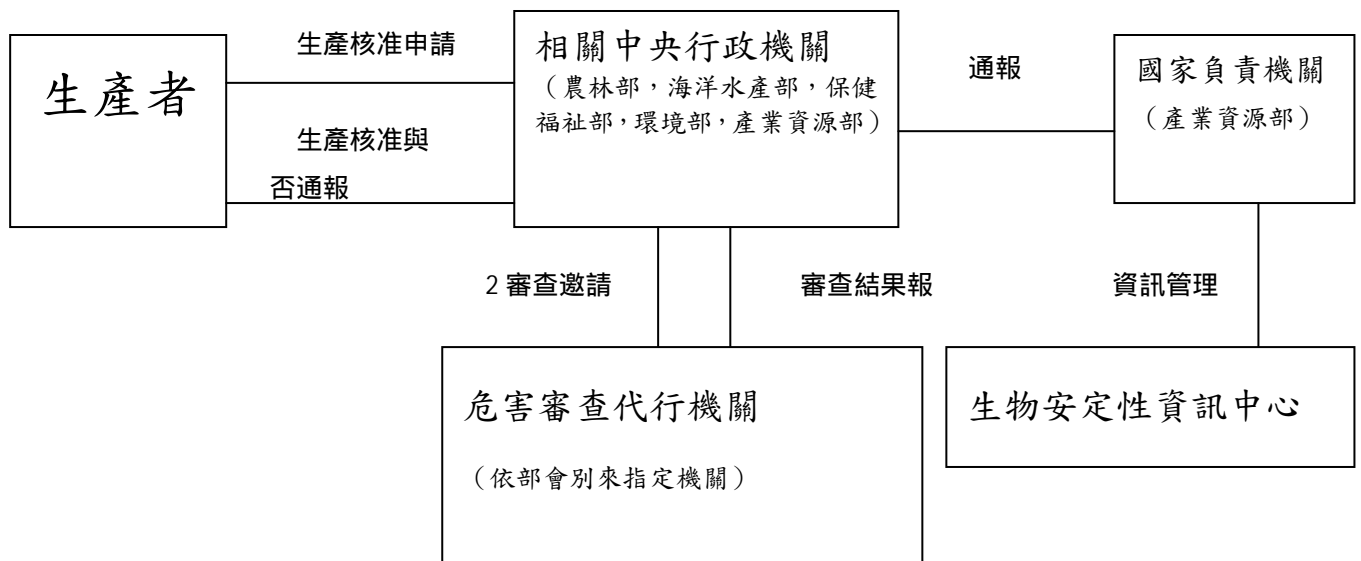 生產者
生產核准申請
生產核准與
否通報
相關中央行政機關
（農林部，海洋水產部，保健
福祉部，環境部，產業資源部）
通報
國家負責機關
（產業資源部）
2 審查邀請
審查結果報
資訊管理
危害審查代行機關
（依部會別來指定機關）
生物安定性資訊中心